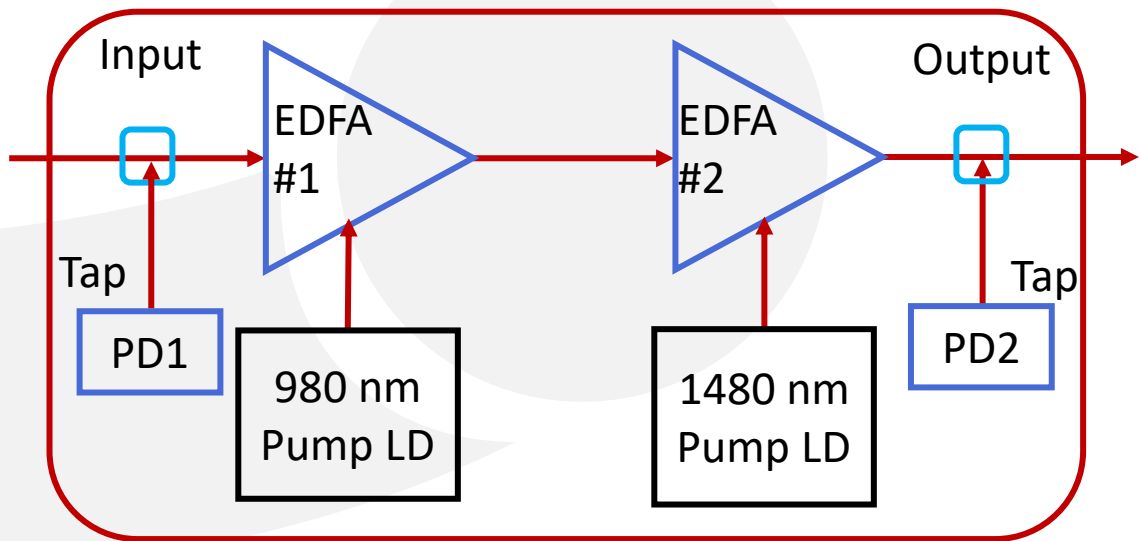 Input
Output
EDFA
#1
EDFA
#2
Tap
Tap
PD1
980 nm
Pump LD
1480 nm
Pump LD
PD2